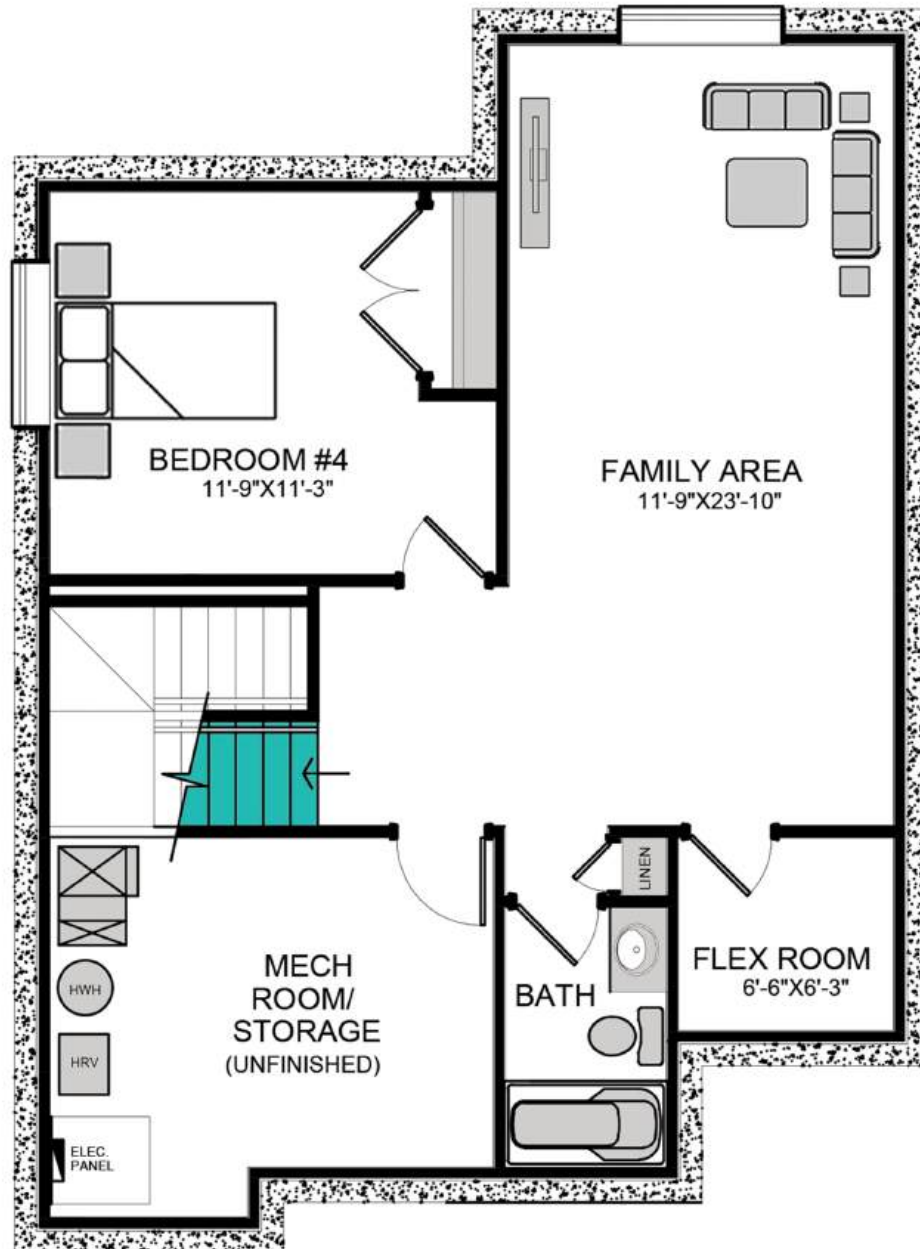 BEDROOM #4
11'-9"X11'-3"
FAMILY AREA
11'-9"X23'-10"
LINEN
MECH
ROOM/
STORAGE
(UNFINISHED)
HWH
HRV
ELEC.
PANEL
BATH
FLEX ROOM
6'-6"X6'-3"